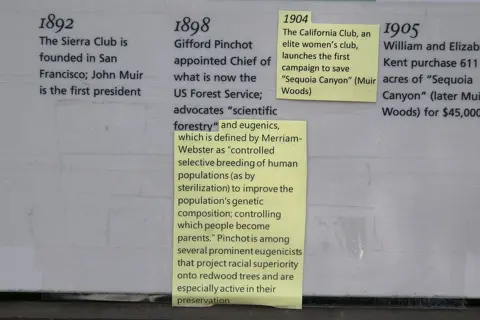 1892
The Sierra Club is
founded in San
Francisco; John Muir
is the first president
1898
Gifford Pinchot
appointed Chief of
what is now the
US Forest Service;
advocates “scientific
forestry” and eugenics,
which is defined by Merriam-
Webster as "controlled
selective breeding of human
populations (as by
sterilization) to improve the
population's genetic
composition; controlling
which people become
parents." Pinchot is among
several prominent eugenicists
that project racial superiority
onto redwood trees and are
especially active in their
preservation
1904
The California Club, an
elite women's club,
launches the first
campaign to save
"Sequoia Canyon" (Muir
Woods)
1905
William and Elizab
Kent purchase 611
acres of “Sequoia
Canyon” (later Mui
Woods) for $45,000